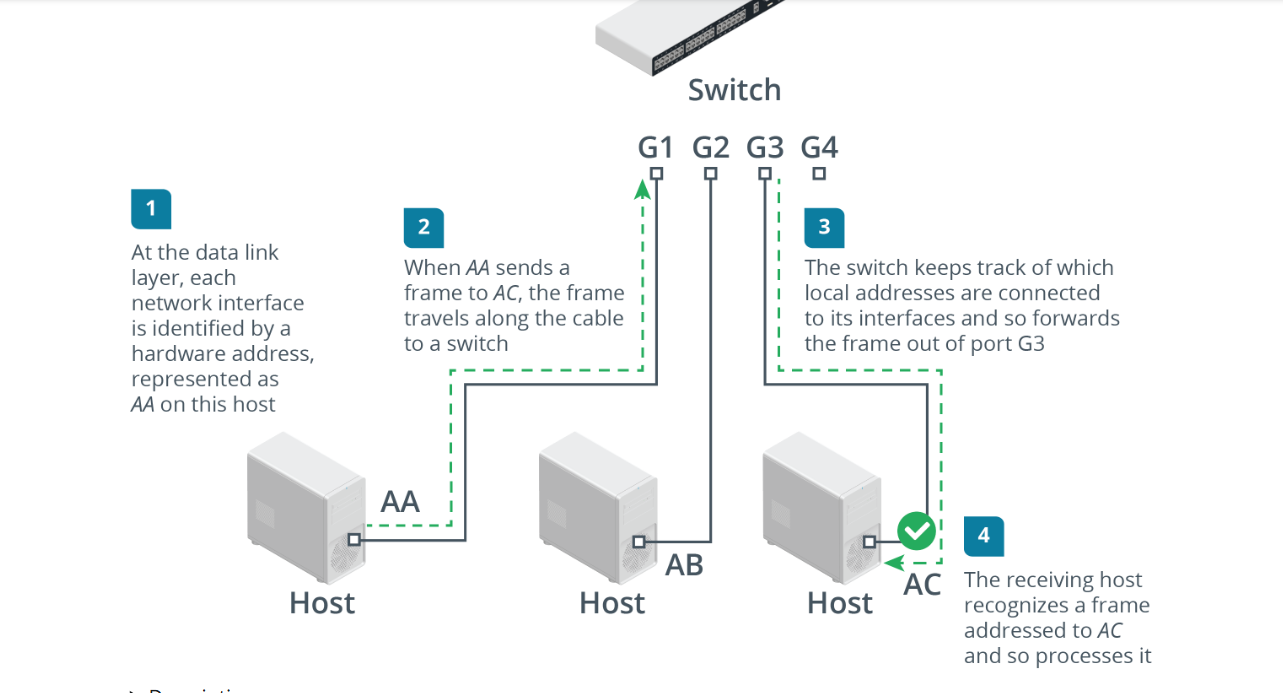 Switch
G1 G2 G3 G4
1
At the data link
layer, each
network interface
is identified by a
hardware address,
represented as
AA on this host
2
When AA sends a
frame to AC, the frame
travels along the cable
to a switch
3
The switch keeps track of which
local addresses are connected
to its interfaces and so forwards
the frame out of port G3
AA
Host
AB
Host
AC
Host
4
The receiving host
recognizes a frame
addressed to AC
and so processes it